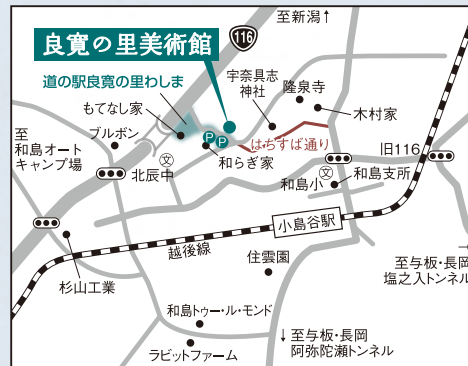 至新潟↑
良寛の里美術館
116
道の駅良寛の里わしま
宇奈具志
神社
隆泉寺
もてなし家
木村家
至
和島オート
キャンプ場
ブルボン
P
P
はちすば通り
旧116
文
北辰中
和らぎ家
文
和島小
和島支所
小島谷駅
越後線
杉山工業
住雲園
→
至与板・長岡
塩之入トンネル
和島トゥー・ル・モンド
↓至与板・長岡
阿弥陀瀬トンネル
ラビットファーム